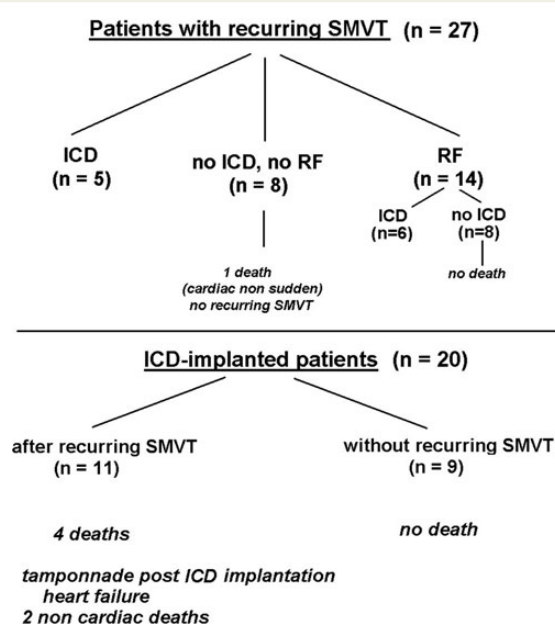 Patients with recurring SMVT (n = 27)
ICD
(n = 5)
no ICD, no RF
(n = 8)
RF
(n = 14)
ICD
(n=6)
no ICD
(n=8)
1 death
(cardiac non sudden)
no recurring SMVT
no death
ICD-implanted patients (n = 20)
after recurring SMVT
(n = 11)
without recurring SMVT
(n = 9)
4 deaths
no death
tamponnade post ICD implantation
heart failure
2 non cardiac deaths